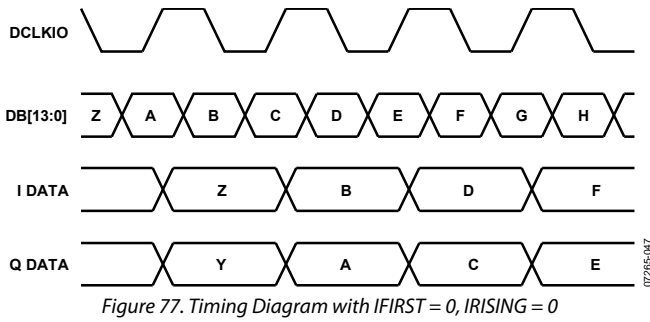 DCLKIO
DB[13:0] Z A B C D E F G H
I DATA Z B D F
Q DATA Y A C E
07265-047
Figure 77. Timing Diagram with IFIRST = 0, IRISING = 0